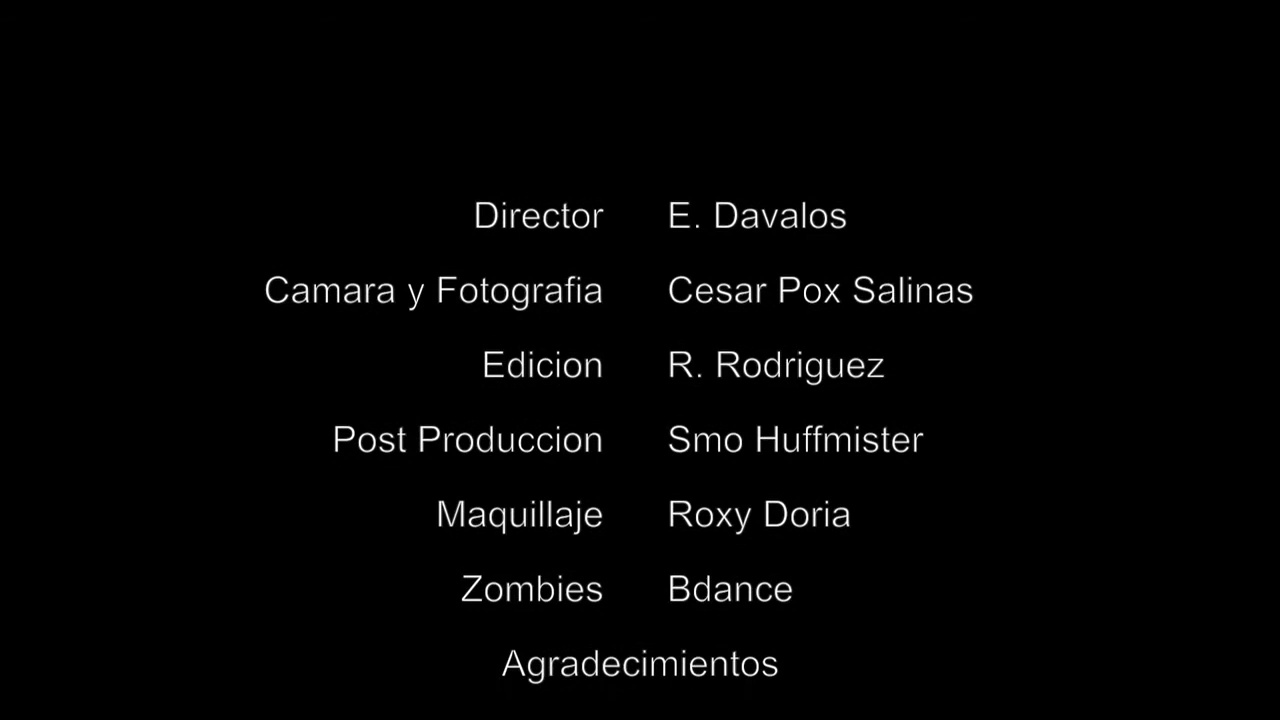 Director E. Davalos
Camara y Fotografia Cesar Pox Salinas
Edicion R. Rodriguez
Post Produccion Smo Huffmister
Maquillaje Roxy Doria
Zombies Bdance
Agradecimientos